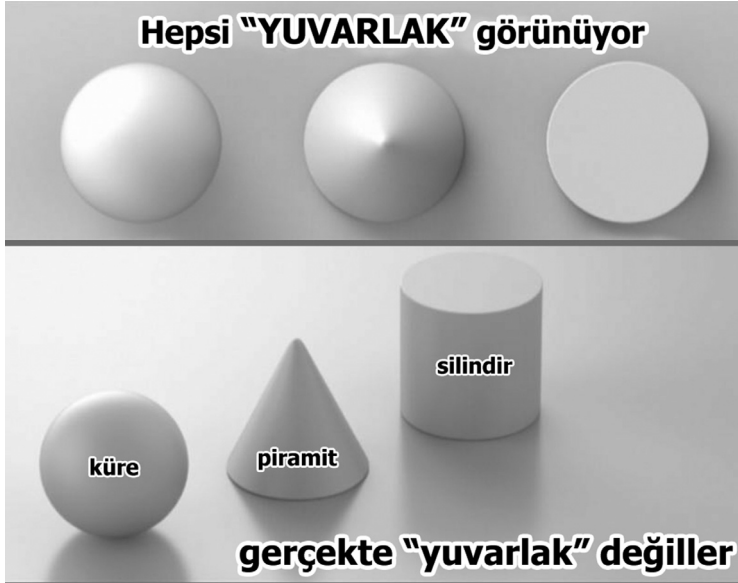 Hepsi “YUVARLAK” görünüyor
silindir
piramit
küre
gerçekte “yuvarlak” değiller